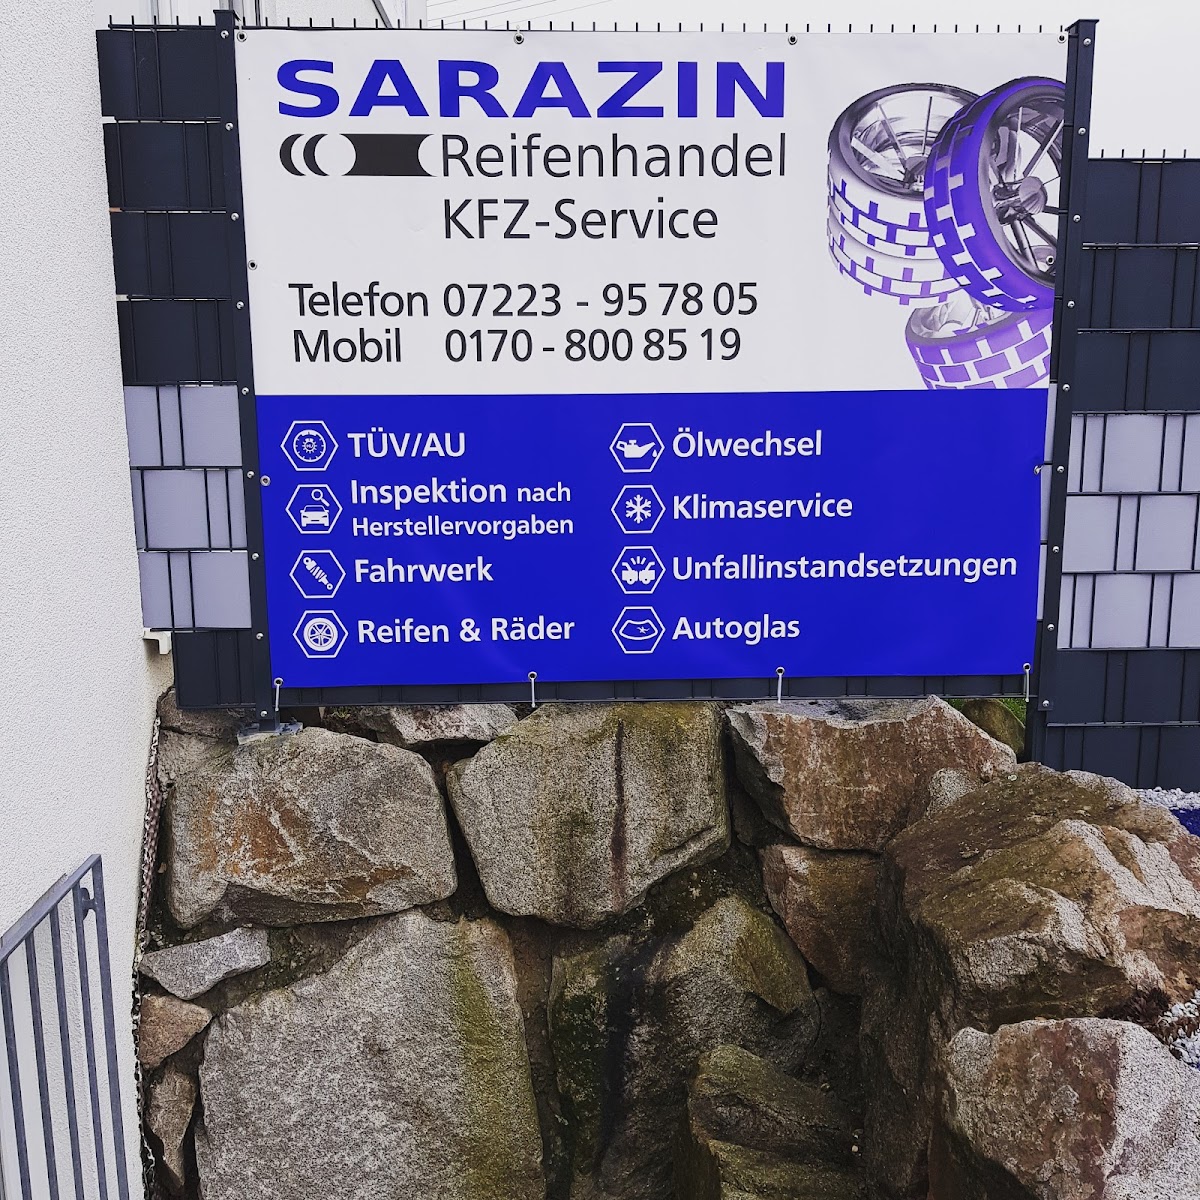 SARAZIN
Reifenhandel
KFZ-Service
Telefon 07223 - 95 78 05
Mobil 0170 - 800 85 19
TÜV/AU
Inspektion nach
Herstellervorgaben
Fahrwerk
Reifen & Räder
Ölwechsel
Klimaservice
Unfallinstandsetzungen
Autoglas